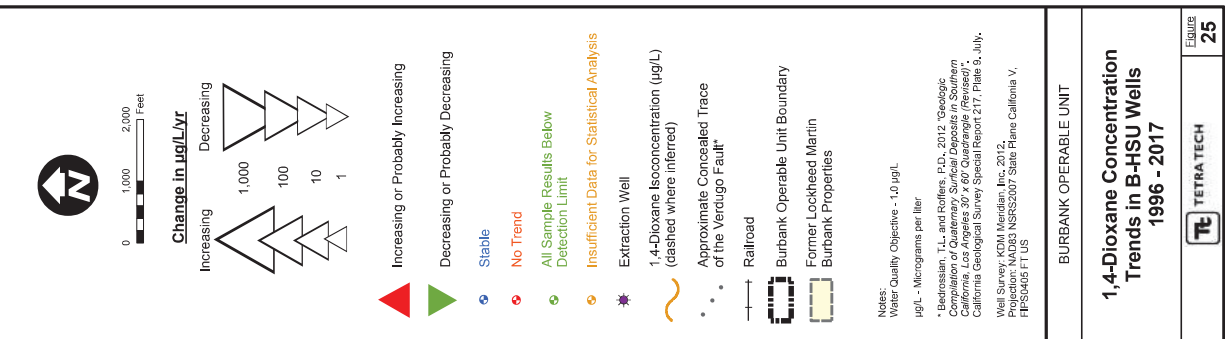 N
0 1,000 2,000
Feet
Change in µg/L/yr
Increasing Decreasing
1,000
100
10
1
Increasing or Probably Increasing
Decreasing or Probably Decreasing
Stable
No Trend
All Sample Results Below
Detection Limit
Insufficient Data for Statistical Analysis
Extraction Well
1,4-Dioxane Isoconcentration (µg/L)
(dashed where inferred)
Approximate Concealed Trace
of the Verdugo Fault*
Railroad
Burbank Operable Unit Boundary
Former Lockheed Martin
Burbank Properties
Notes:
Water Quality Objective - 1.0 µg/L
µg/L - Micrograms per liter
* Bedrossian, T.L. and Roffers, P.D., 2012 "Geologic
Compilation of Quaternary Surficial Deposits in Southern
California, Los Angeles 30' x 60' Quadrangle (Revised)".
California Geological Survey Special Report 217, Plate 9. July.
Well Survey: KDM Meridian, Inc. 2012.
Projection: NAD83 NSRS2007 State Plane California V,
FIPS0405 FT US
BURBANK OPERABLE UNIT
1,4-Dioxane Concentration
Trends in B-HSU Wells
1996 - 2017
Tt TETRA TECH
Figure
25